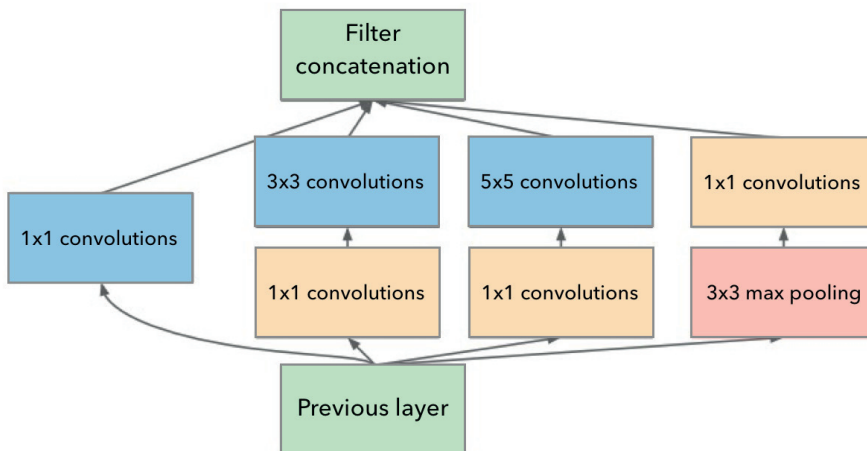 Filter
concatenation
3x3 convolutions
5x5 convolutions
1x1 convolutions
1x1 convolutions
1x1 convolutions
1x1 convolutions
3x3 max pooling
Previous layer